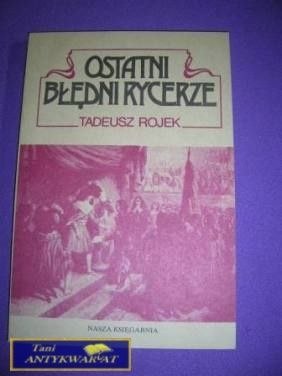 OSTATNI
BŁĘDNI RYCERZE
TADEUSZ ROJEK
NASZA KSIĘGARNIA
Tani
ANTYKWARIAT